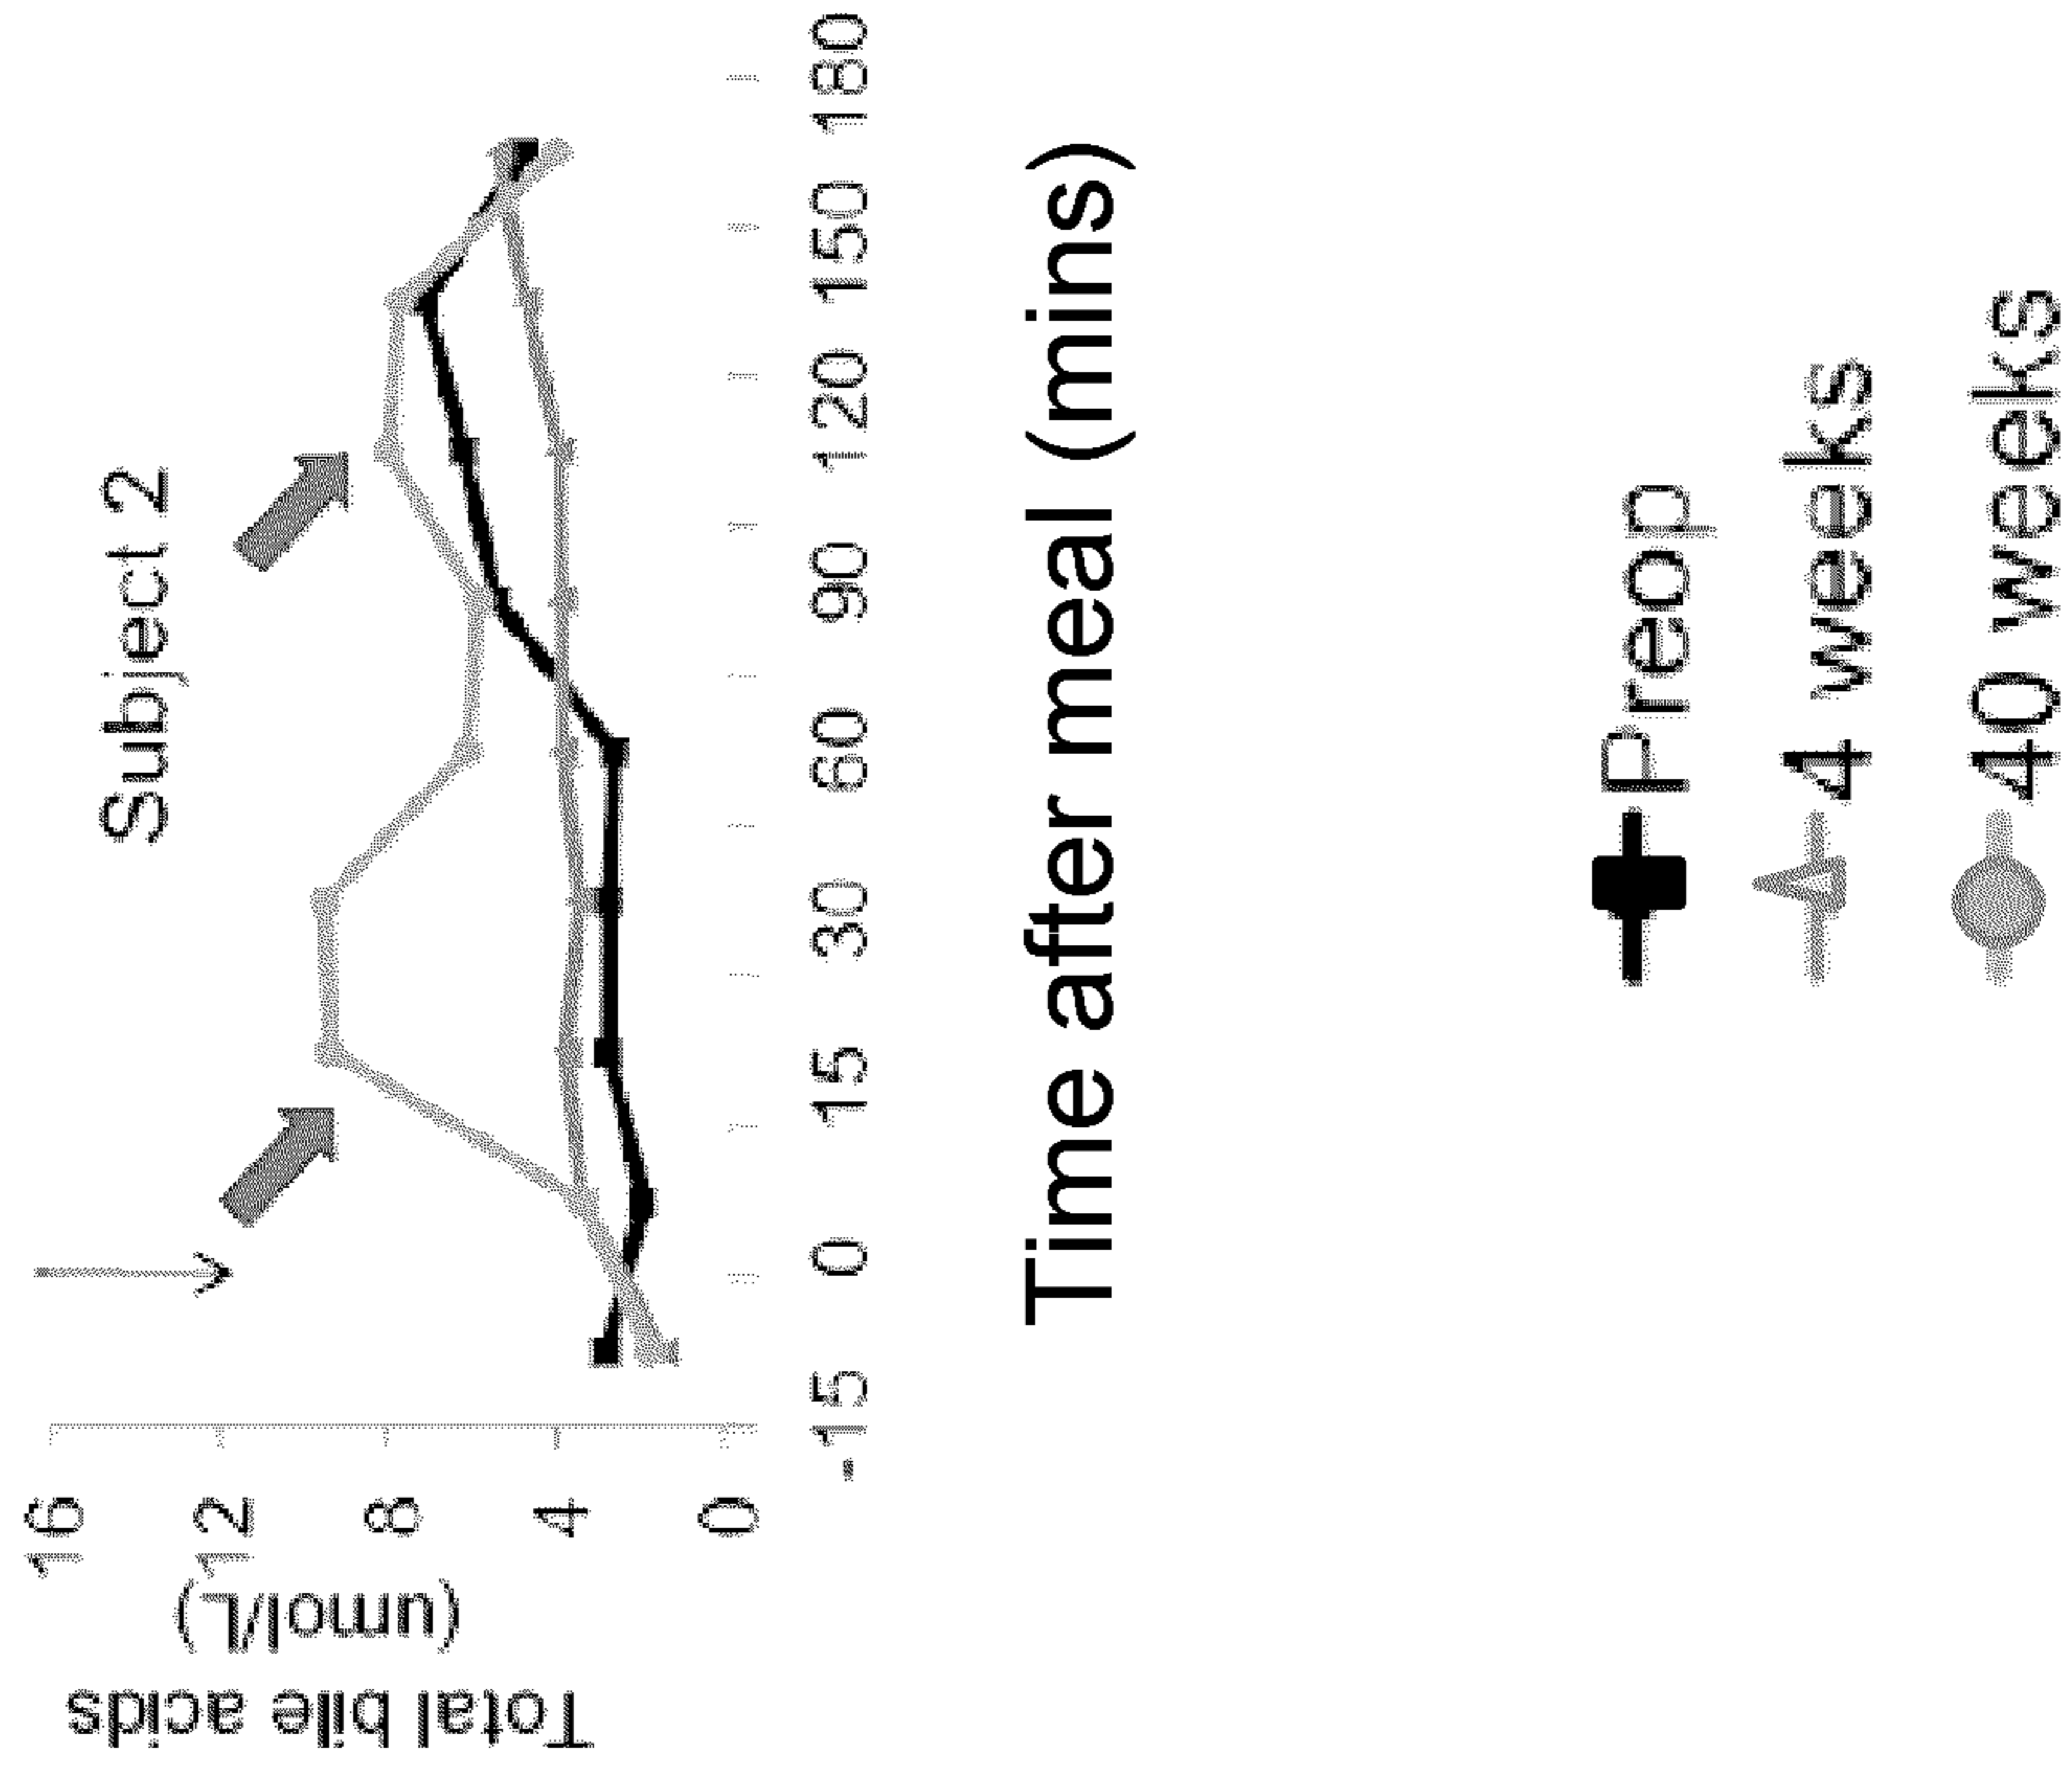 Subject 2
Total bile acids
(umol/L)
16
12
8
4
0
-15 0 15 30 60 90 120 150 180
Time after meal (mins)
Preop
4 weeks
40 weeks